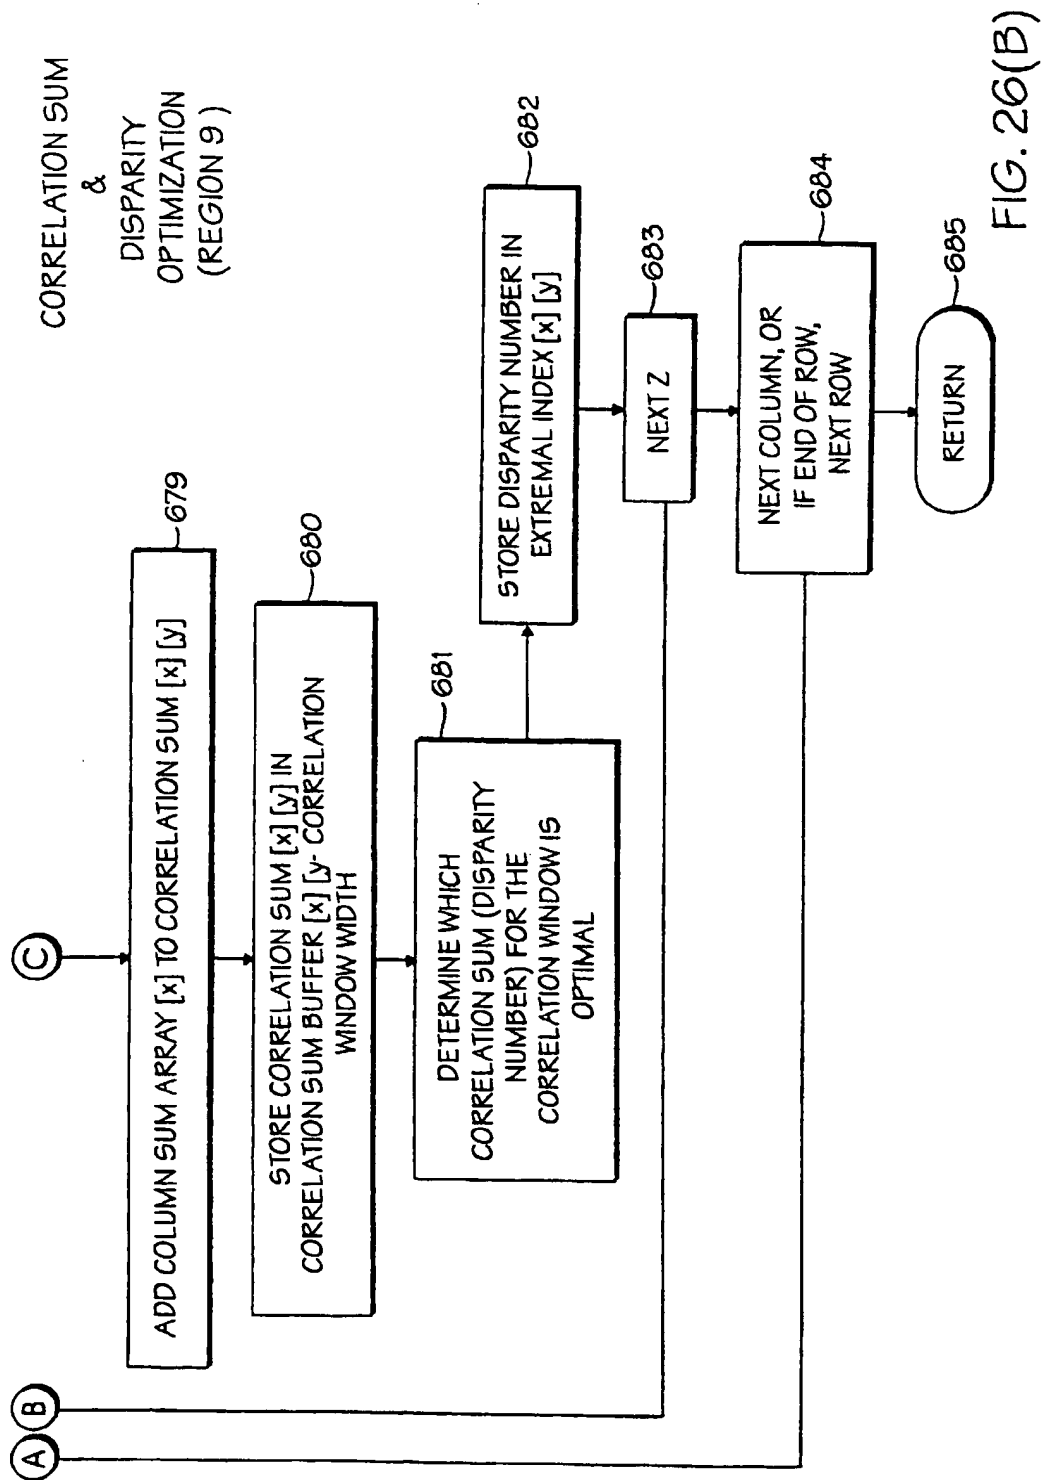 CORRELATION SUM
&
DISPARITY
OPTIMIZATION
(REGION 9)
A
B
C
ADD COLUMN SUM ARRAY [x] TO CORRELATION SUM [x] [y]
679
STORE CORRELATION SUM [x] [y] IN
CORRELATION SUM BUFFER [x] [y- CORRELATION
WINDOW WIDTH
680
DETERMINE WHICH
CORRELATION SUM (DISPARITY
NUMBER) FOR THE
CORRELATION WINDOW IS
OPTIMAL
681
STORE DISPARITY NUMBER IN
EXTREMAL INDEX [x] [y]
682
NEXT Z
683
NEXT COLUMN, OR
IF END OF ROW,
NEXT ROW
684
RETURN
685
FIG. 26(B)